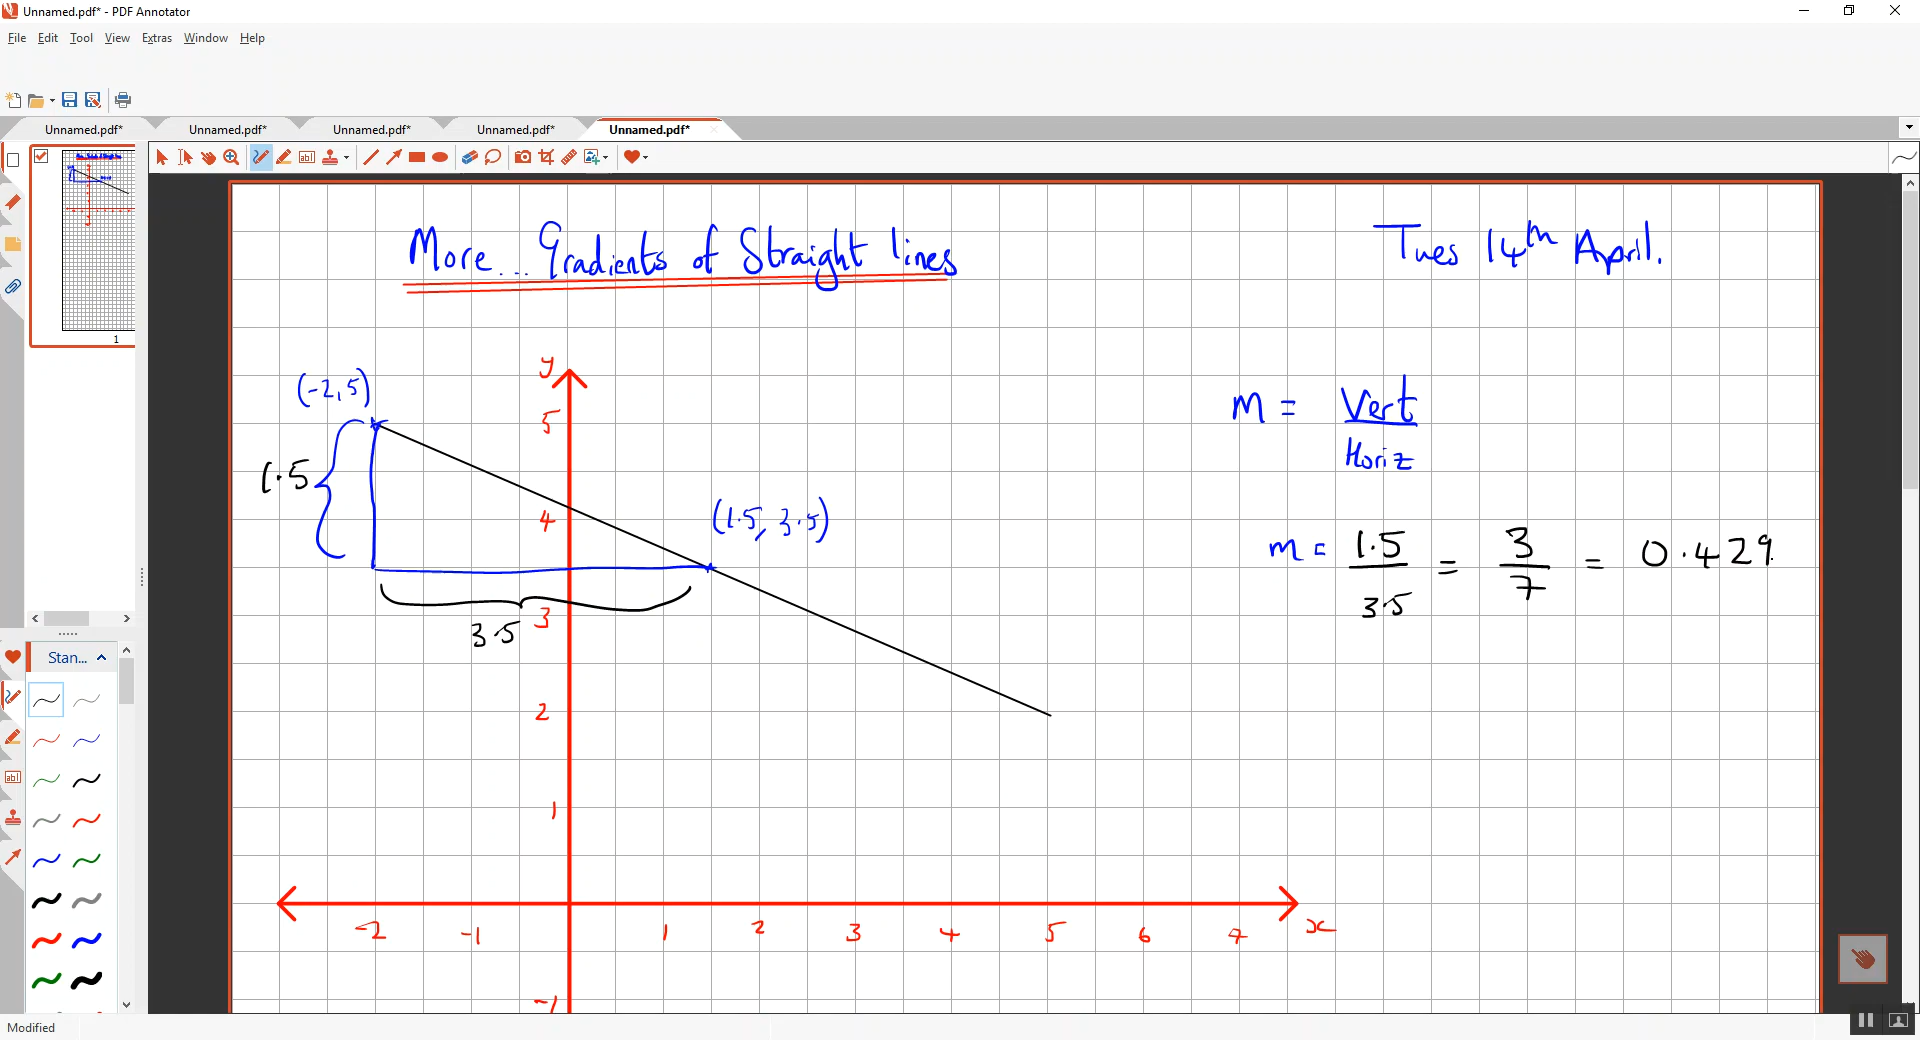 Unnamed.pdf* - PDF Annotator
File Edit Tool View Extras Window Help
Unnamed.pdf* Unnamed.pdf* Unnamed.pdf* Unnamed.pdf* Unnamed.pdf*
1
Stan...
Modified
More... Gradients of Straight lines
Tues 14th April.
y
(-2,5)
5
1.5
4
(1.5, 3.5)
3.5
3
2
1
-2 -1 1 2 3 4 5 6 7 x
-1
m = Vert
Horiz
m = 1.5 = 3 = 0.429
3.5 7